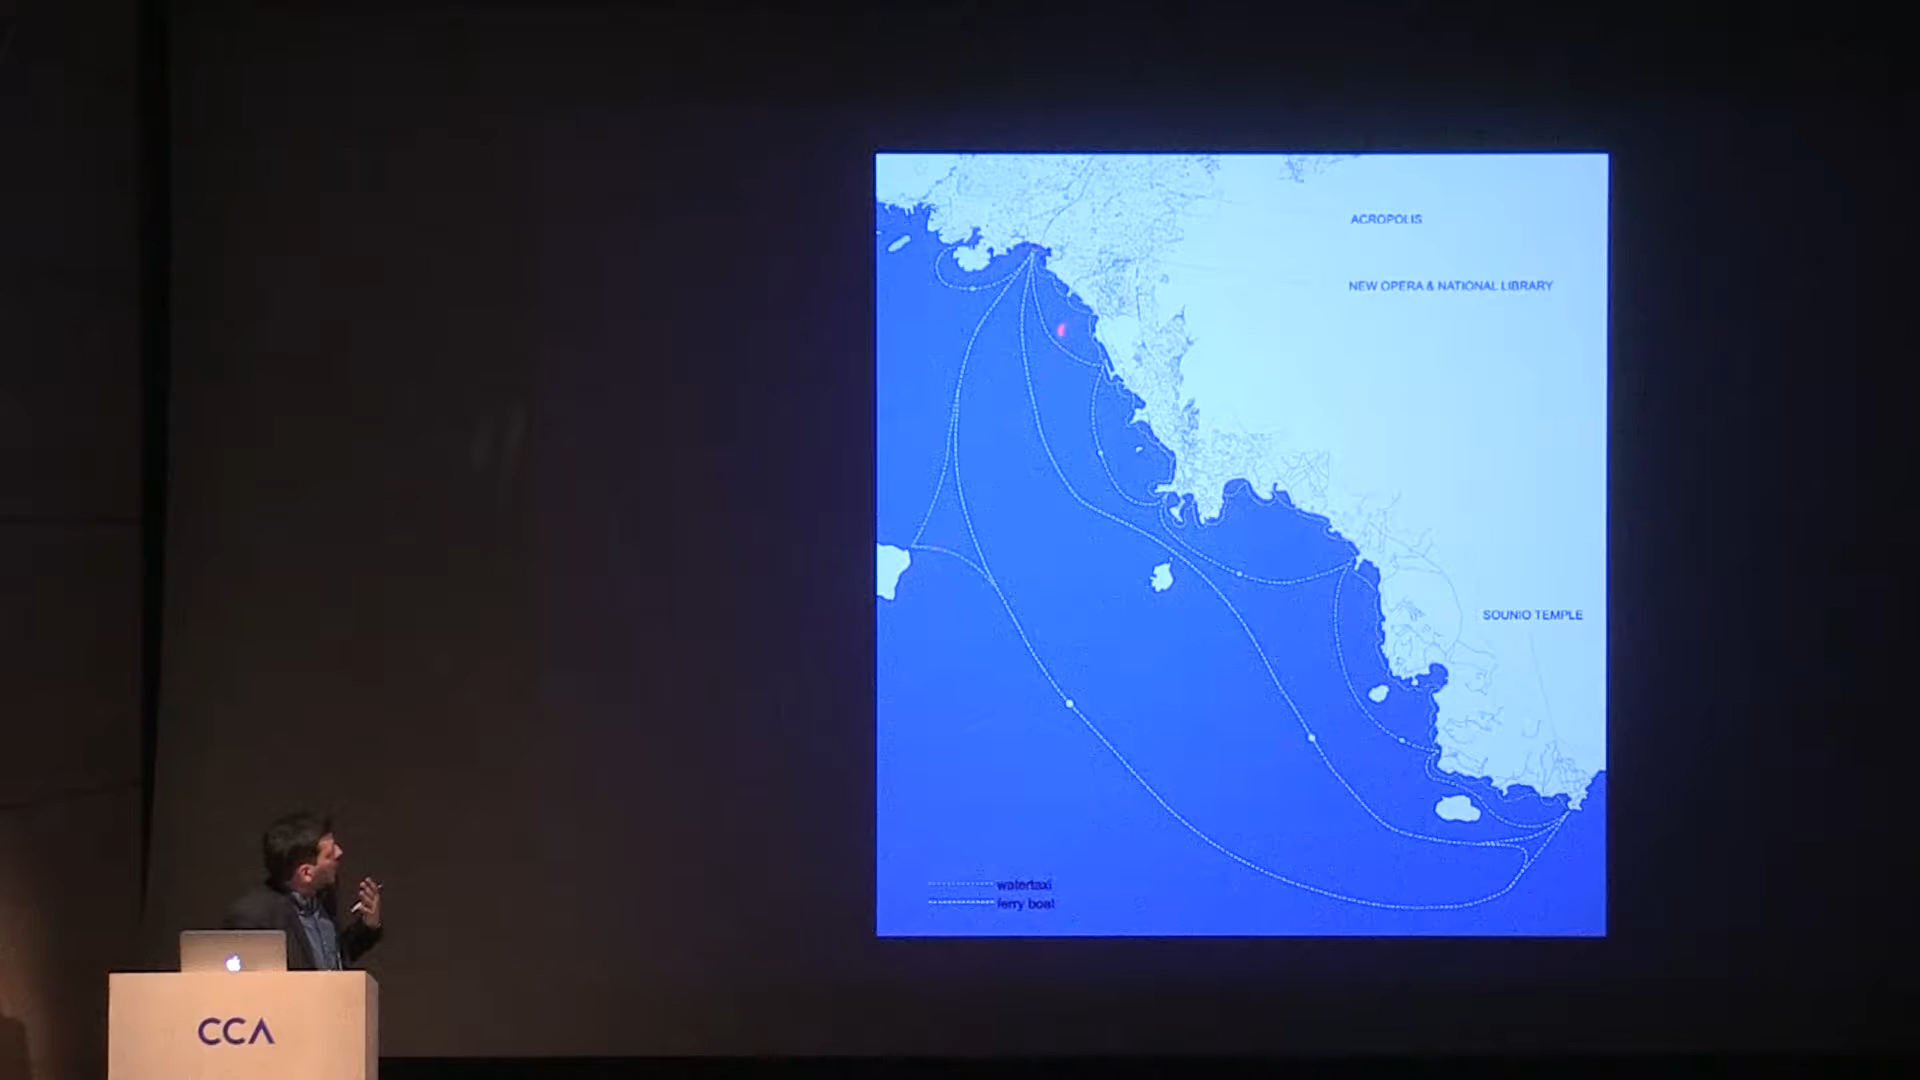 ACROPOLIS
NEW OPERA & NATIONAL LIBRARY
SOUNIO TEMPLE
watertaxi
ferry boat
CCA